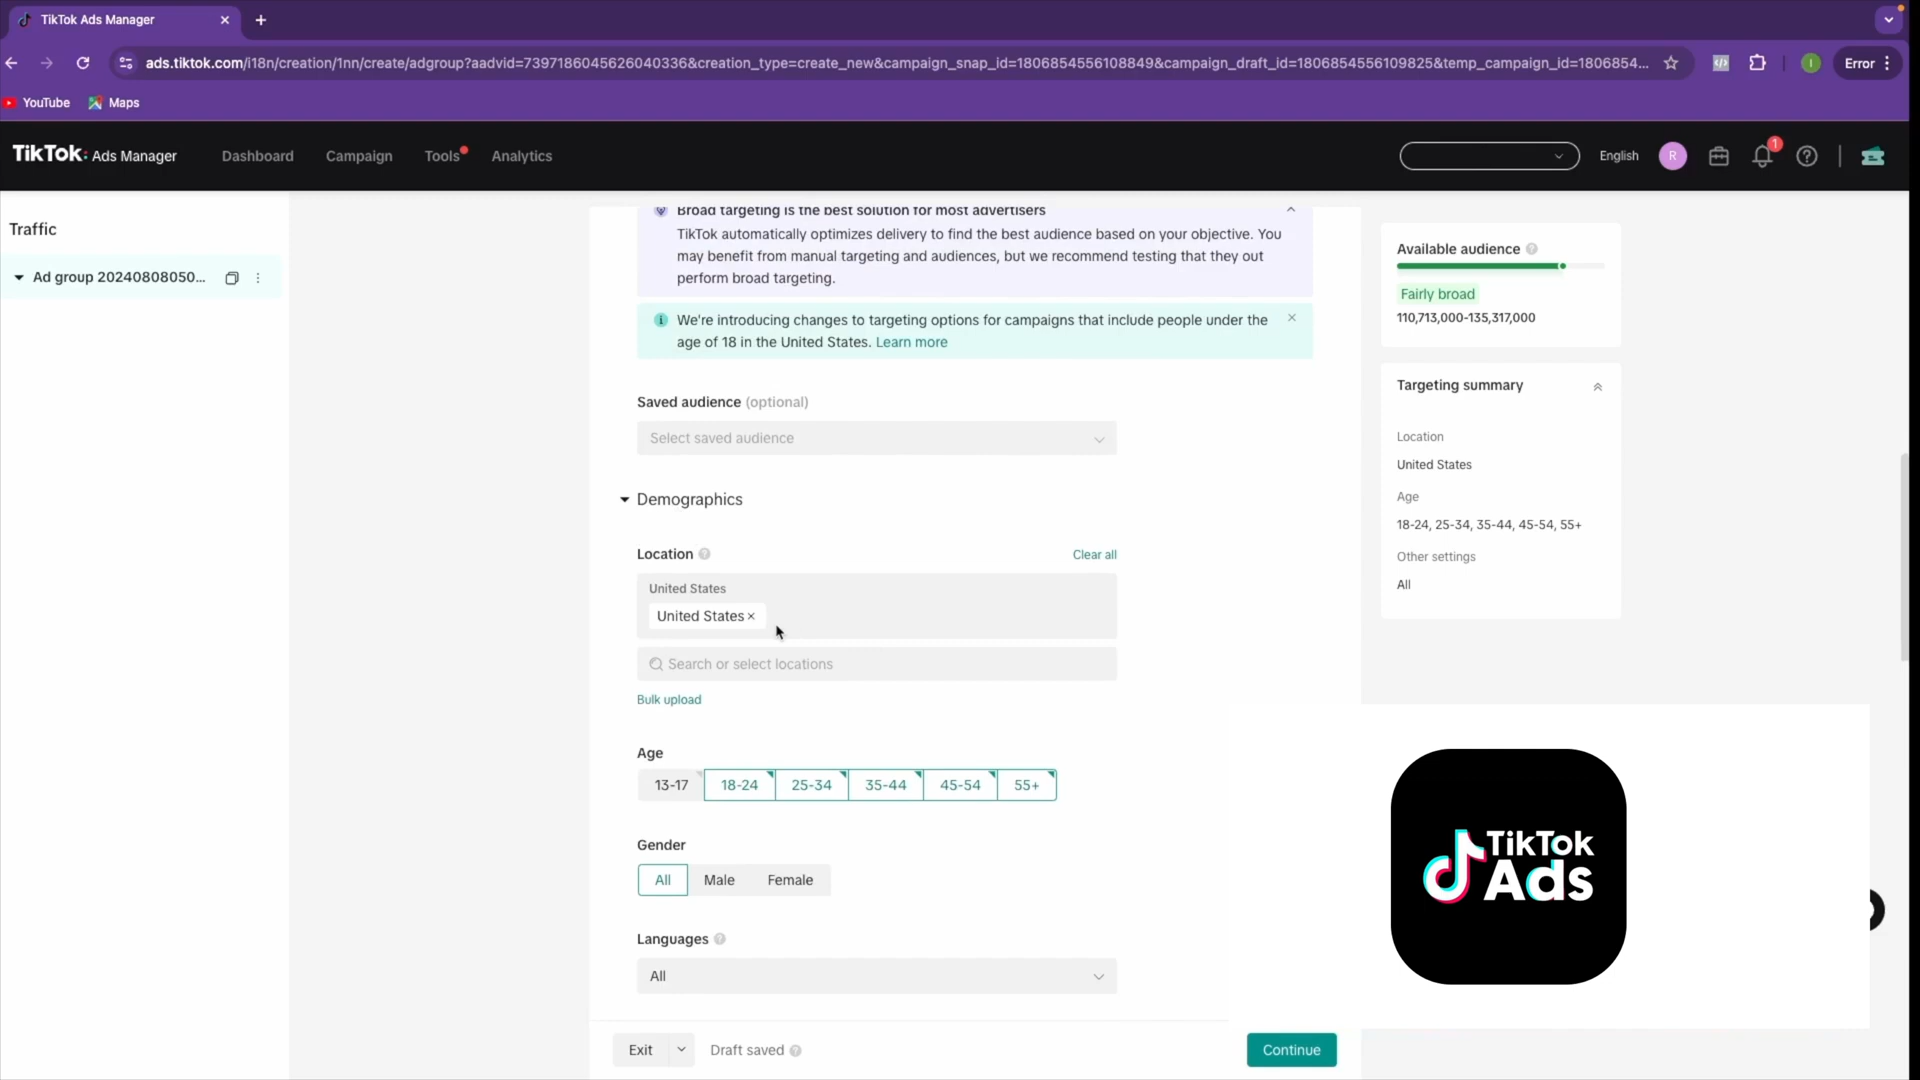 TikTok Ads Manager
ads.tiktok.com/i18n/creation/1nn/create/adgroup?aadvid=7397186045626040336&creation_type=create_new&campaign_snap_id=1806854556108849&campaign_draft_id=1806854556109825&temp_campaign_id=1806854...
Error
YouTube
Maps
TikTok: Ads Manager
Dashboard
Campaign
Tools
Analytics
English
R
1
Traffic
Ad group 20240808050...
Broad targeting is the best solution for most advertisers
TikTok automatically optimizes delivery to find the best audience based on your objective. You
may benefit from manual targeting and audiences, but we recommend testing that they out
perform broad targeting.
We're introducing changes to targeting options for campaigns that include people under the
age of 18 in the United States. Learn more
Saved audience (optional)
Select saved audience
Demographics
Location
Clear all
United States
United States
Search or select locations
Bulk upload
Age
13-17
18-24
25-34
35-44
45-54
55+
Gender
All
Male
Female
Languages
All
Exit
Draft saved
Continue
Available audience
Fairly broad
110,713,000-135,317,000
Targeting summary
Location
United States
Age
18-24, 25-34, 35-44, 45-54, 55+
Other settings
All
TikTok
Ads